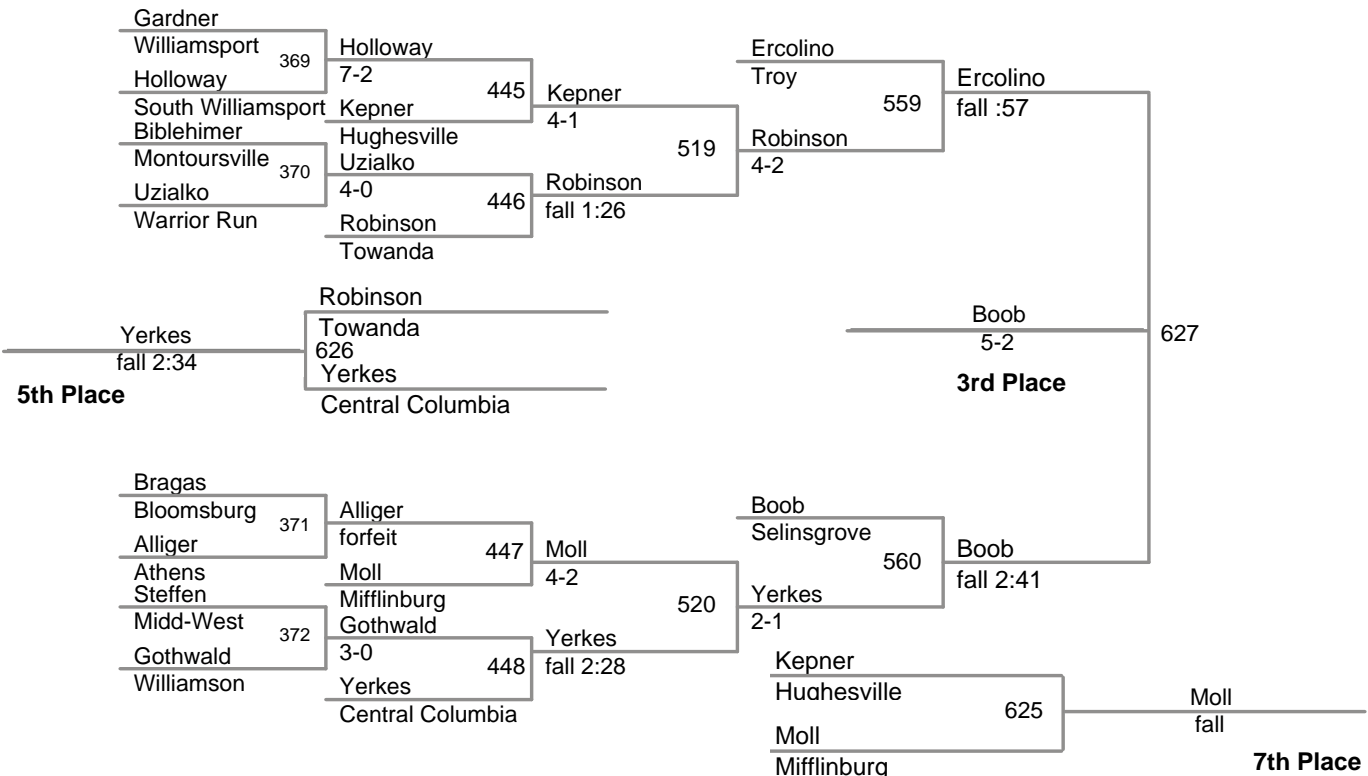 Gardner
Williamsport
369
Holloway
South Williamsport
Holloway
7-2
445
Kepner
Hughesville
Biblehimer
Montoursville
370
Uzialko
Warrior Run
Uzialko
4-0
446
Robinson
Towanda
Kepner
4-1
519
Robinson
fall 1:26
Ercolino
Troy
559
Robinson
4-2
Ercolino
fall :57
Robinson
Towanda
626
Yerkes
Central Columbia
Yerkes
fall 2:34
5th Place
Boob
5-2
627
3rd Place
Bragas
Bloomsburg
371
Alliger
Athens
Alliger
forfeit
447
Moll
Mifflinburg
Steffen
Midd-West
372
Gothwald
Williamson
Gothwald
3-0
448
Yerkes
Central Columbia
Moll
4-2
520
Yerkes
fall 2:28
Boob
Selinsgrove
560
Yerkes
2-1
Boob
fall 2:41
Kepner
Hughesville
625
Moll
Mifflinburg
Moll
fall
7th Place